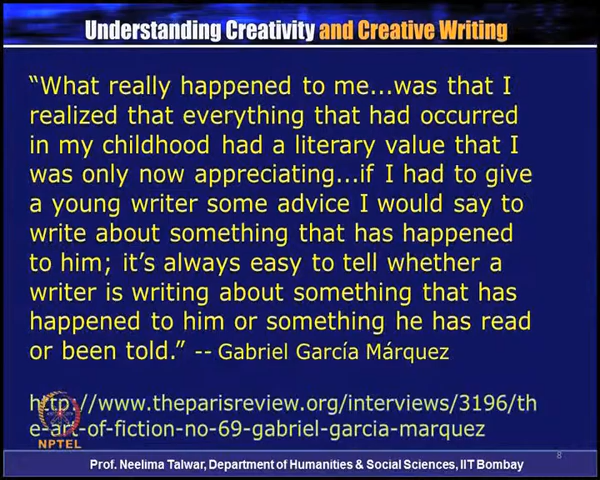 Understanding Creativity and Creative Writing
“What really happened to me...was that I
realized that everything that had occurred
in my childhood had a literary value that I
was only now appreciating...if I had to give
a young writer some advice I would say to
write about something that has happened
to him; it’s always easy to tell whether a
writer is writing about something that has
happened to him or something he has read
or been told.” -- Gabriel García Márquez
http://www.theparisreview.org/interviews/3196/th
e-art-of-fiction-no-69-gabriel-garcia-marquez
NPTEL
8
Prof. Neelima Talwar, Department of Humanities & Social Sciences, IIT Bombay